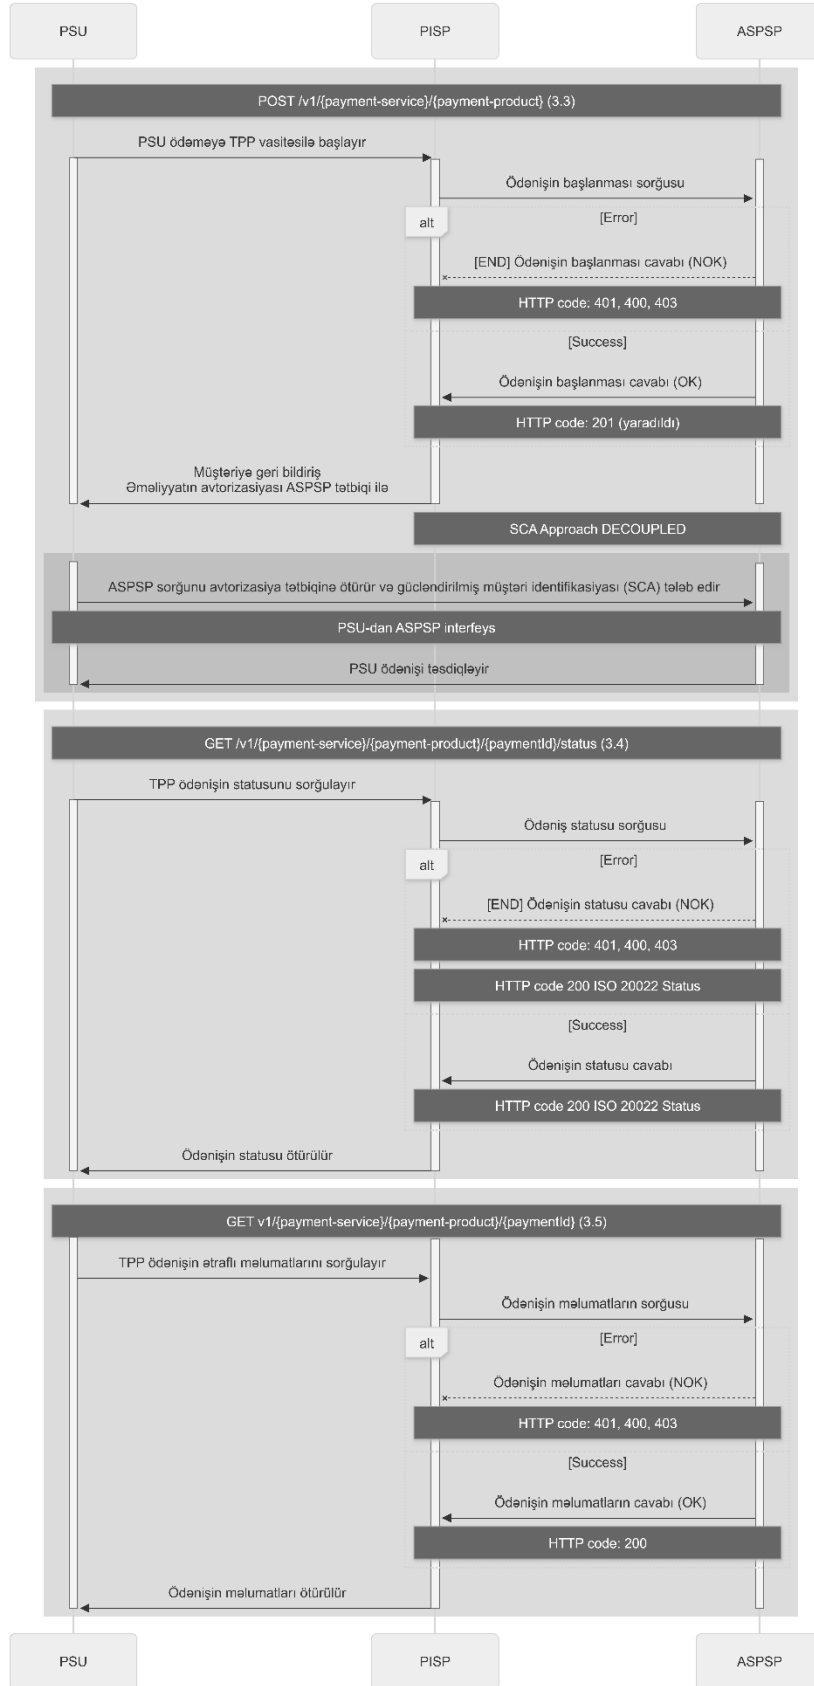 PSU
PISP
ASPSP
POST /v1/{payment-service}/{payment-product} (3.3)
PSU ödəməyə TPP vasitəsilə başlayır
Ödənişin başlanması sorğusu
alt
[Error]
[END] Ödənişin başlanması cavabı (NOK)
HTTP code: 401, 400, 403
[Success]
Ödənişin başlanması cavabı (OK)
HTTP code: 201 (yaradıldı)
Müştəriyə geri bildiriş
Əməliyyatın avtorizasiyası ASPSP tətbiqi ilə
SCA Approach DECOUPLED
ASPSP sorğunu avtorizasiya tətbiqinə ötürür və gücləndirilmiş müştəri identifikasiyası (SCA) tələb edir
PSU-dan ASPSP interfeys
PSU ödənişi təsdiqləyir
GET /v1/{payment-service}/{payment-product}/{paymentId}/status (3.4)
TPP ödənişin statusunu sorğulayır
Ödəniş statusu sorğusu
alt
[Error]
[END] Ödənişin statusu cavabı (NOK)
HTTP code: 401, 400, 403
HTTP code 200 ISO 20022 Status
[Success]
Ödənişin statusu cavabı
HTTP code 200 ISO 20022 Status
Ödənişin statusu ötürülür
GET v1/{payment-service}/{payment-product}/{paymentId} (3.5)
TPP ödənişin ətraflı məlumatlarını sorğulayır
Ödənişin məlumatların sorğusu
alt
[Error]
Ödənişin məlumatları cavabı (NOK)
HTTP code: 401, 400, 403
[Success]
Ödənişin məlumatların cavabı (OK)
HTTP code: 200
Ödənişin məlumatları ötürülür
PSU
PISP
ASPSP